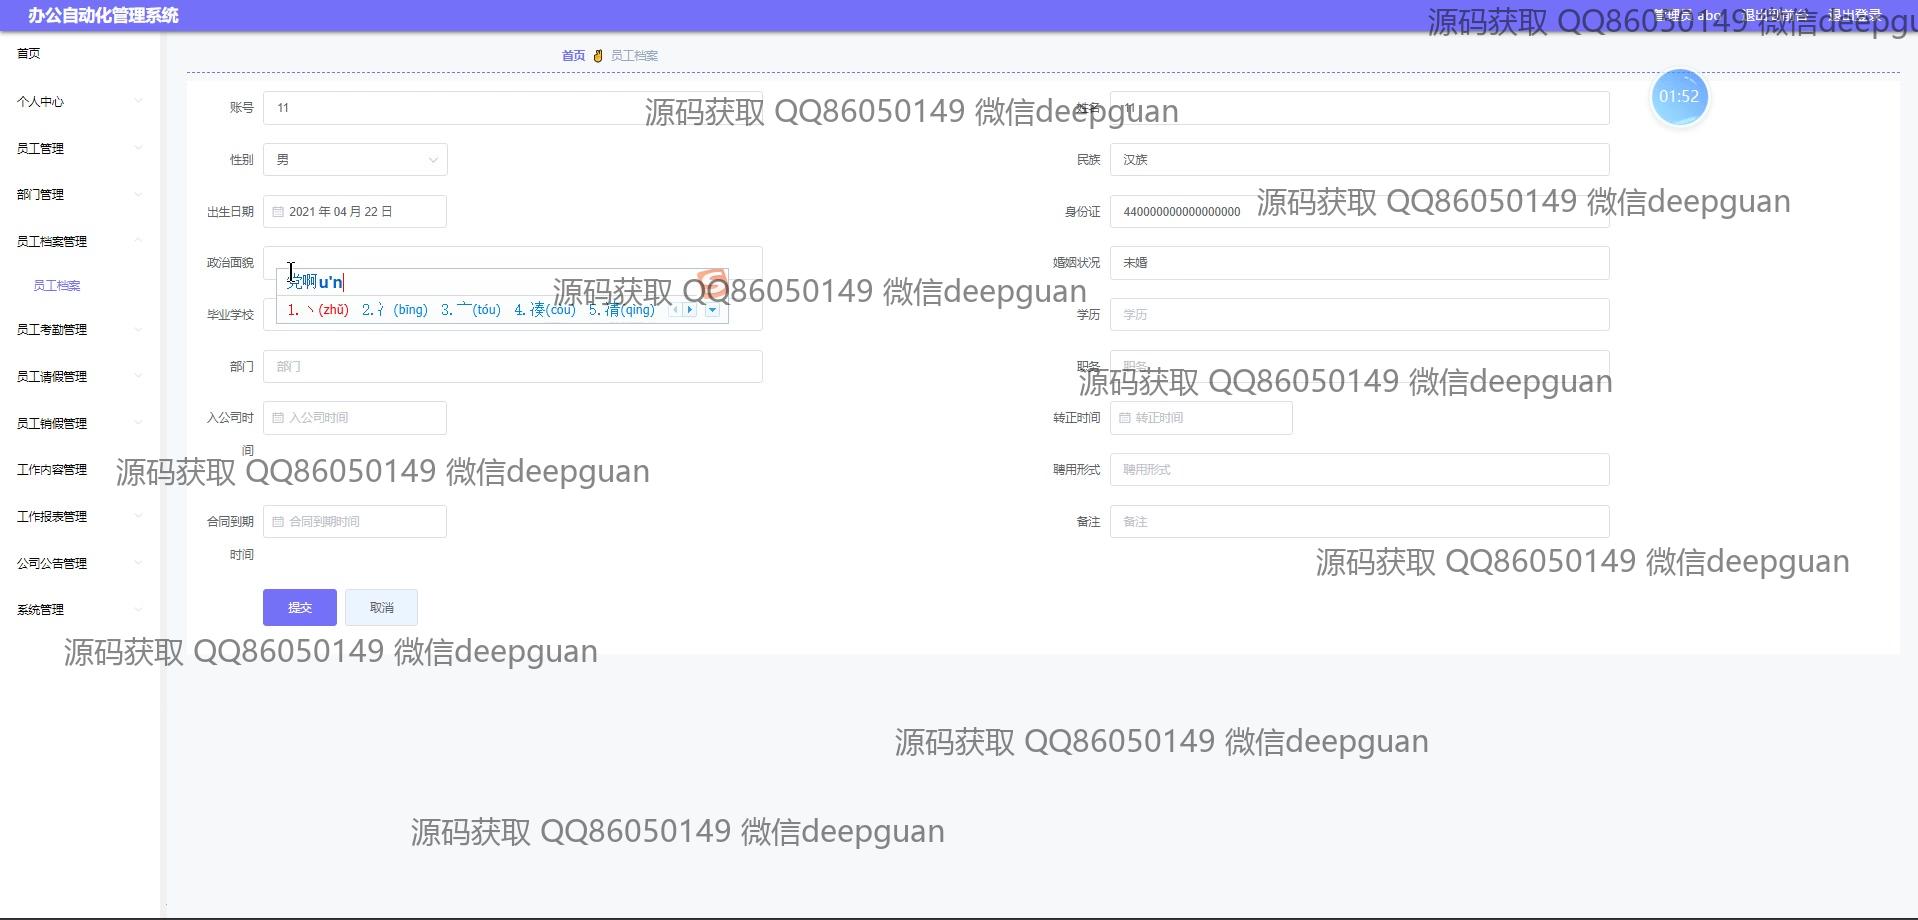 办公自动化管理系统
管理员 abo 退出到前台 退出登录
源码获取 QQ86050149 微信deepgu
首页
个人中心
员工管理
部门管理
员工档案管理
员工档案
员工考勤管理
员工请假管理
员工销假管理
工作内容管理
工作报表管理
公司公告管理
系统管理
首页 员工档案
01:52
账号 11
姓名 11
源码获取 QQ86050149 微信deepguan
性别 男
民族 汉族
出生日期 2021 年 04 月 22 日
身份证 440000000000000000
源码获取 QQ86050149 微信deepguan
政治面貌
婚姻状况 未婚
党啊u'n
源码获取 QQ86050149 微信deepguan
1. 丶(zhǔ) 2. 冫(bīng) 3. 亠(tóu) 4. 凑(còu) 5. 凊(qìng)
毕业学校
学历 学历
部门 部门
职务 职务
源码获取 QQ86050149 微信deepguan
入公司时间 入公司时间
转正时间 转正时间
聘用形式 聘用形式
源码获取 QQ86050149 微信deepguan
合同到期时间 合同到期时间
备注 备注
源码获取 QQ86050149 微信deepguan
提交 取消
源码获取 QQ86050149 微信deepguan
源码获取 QQ86050149 微信deepguan
源码获取 QQ86050149 微信deepguan